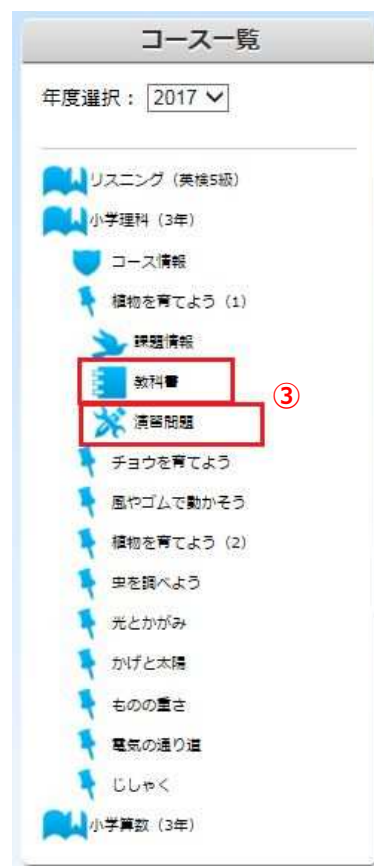 コース一覧
年度選択： 2017
リスニング（英検5級）
小学理科（3年）
コース情報
植物を育てよう（1）
課題情報
教科書
③
演習問題
チョウを育てよう
風やゴムで動かそう
植物を育てよう（2）
虫を調べよう
光とかがみ
かげと太陽
ものの重さ
電気の通り道
じしゃく
小学算数（3年）